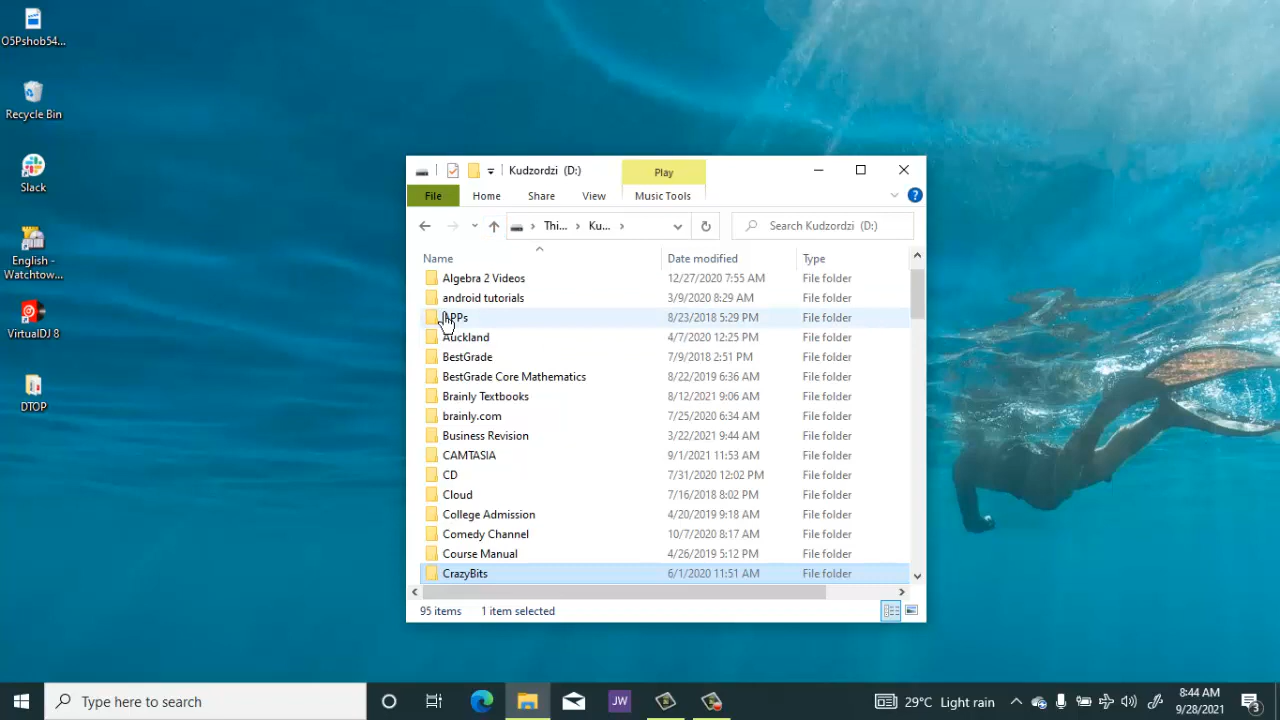 O5Pshob54...
Recycle Bin
Slack
English -
Watchtow...
VirtualDJ 8
DTOP
Kudzordzi (D:)
Play
File
Home
Share
View
Music Tools
Thi... › Ku... ›
Search Kudzordzi (D:)
Name Date modified Type
Algebra 2 Videos 12/27/2020 7:55 AM File folder
android tutorials 3/9/2020 8:29 AM File folder
APPs 8/23/2018 5:29 PM File folder
Auckland 4/7/2020 12:25 PM File folder
BestGrade 7/9/2018 2:51 PM File folder
BestGrade Core Mathematics 8/22/2019 6:36 AM File folder
Brainly Textbooks 8/12/2021 9:06 AM File folder
brainly.com 7/25/2020 6:34 AM File folder
Business Revision 3/22/2021 9:44 AM File folder
CAMTASIA 9/1/2021 11:53 AM File folder
CD 7/31/2020 12:02 PM File folder
Cloud 7/16/2018 8:02 PM File folder
College Admission 4/20/2019 9:18 AM File folder
Comedy Channel 10/7/2020 8:17 AM File folder
Course Manual 4/26/2019 5:12 PM File folder
CrazyBits 6/1/2020 11:51 AM File folder
95 items 1 item selected
Type here to search
JW
29°C Light rain
8:44 AM
9/28/2021
3